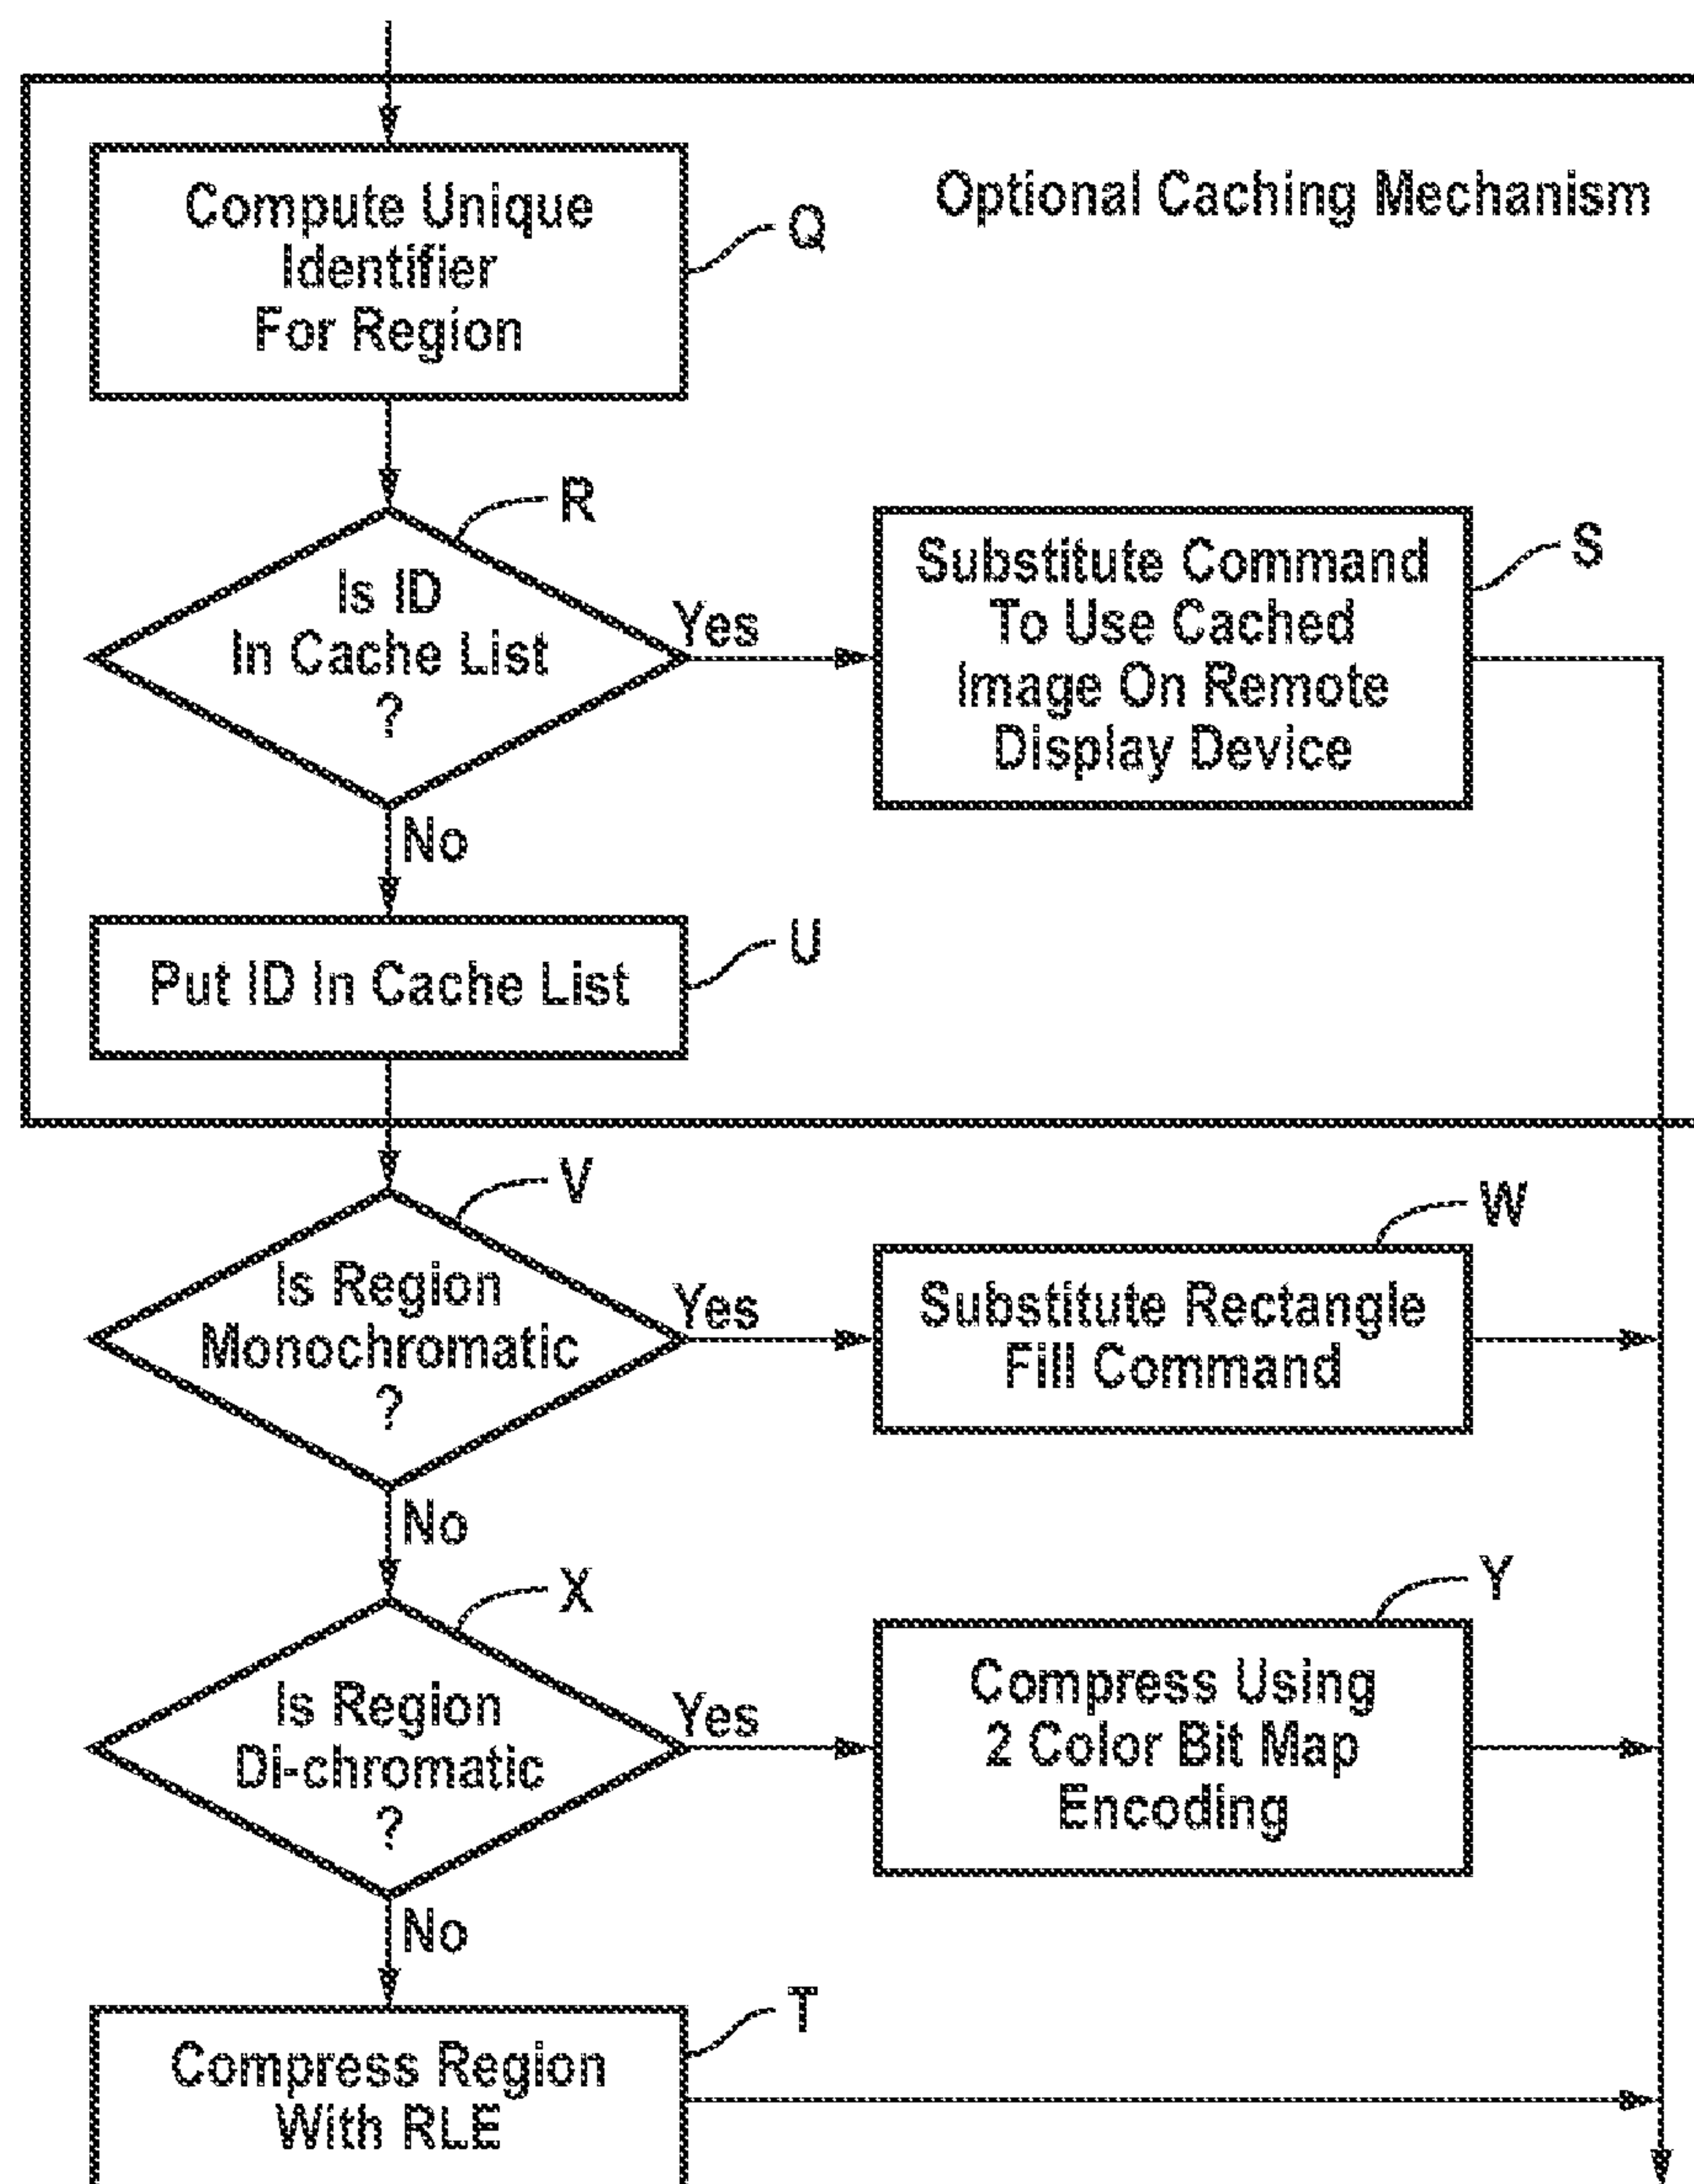 Compute Unique
Identifier
For Region
Q
Optional Caching Mechanism
R
Is ID
In Cache List
?
Yes
No
Substitute Command
To Use Cached
Image On Remote
Display Device
S
Put ID In Cache List
U
V
Is Region
Monochromatic
?
Yes
No
W
Substitute Rectangle
Fill Command
X
Is Region
Di-chromatic
?
Yes
No
Y
Compress Using
2 Color Bit Map
Encoding
T
Compress Region
With RLE